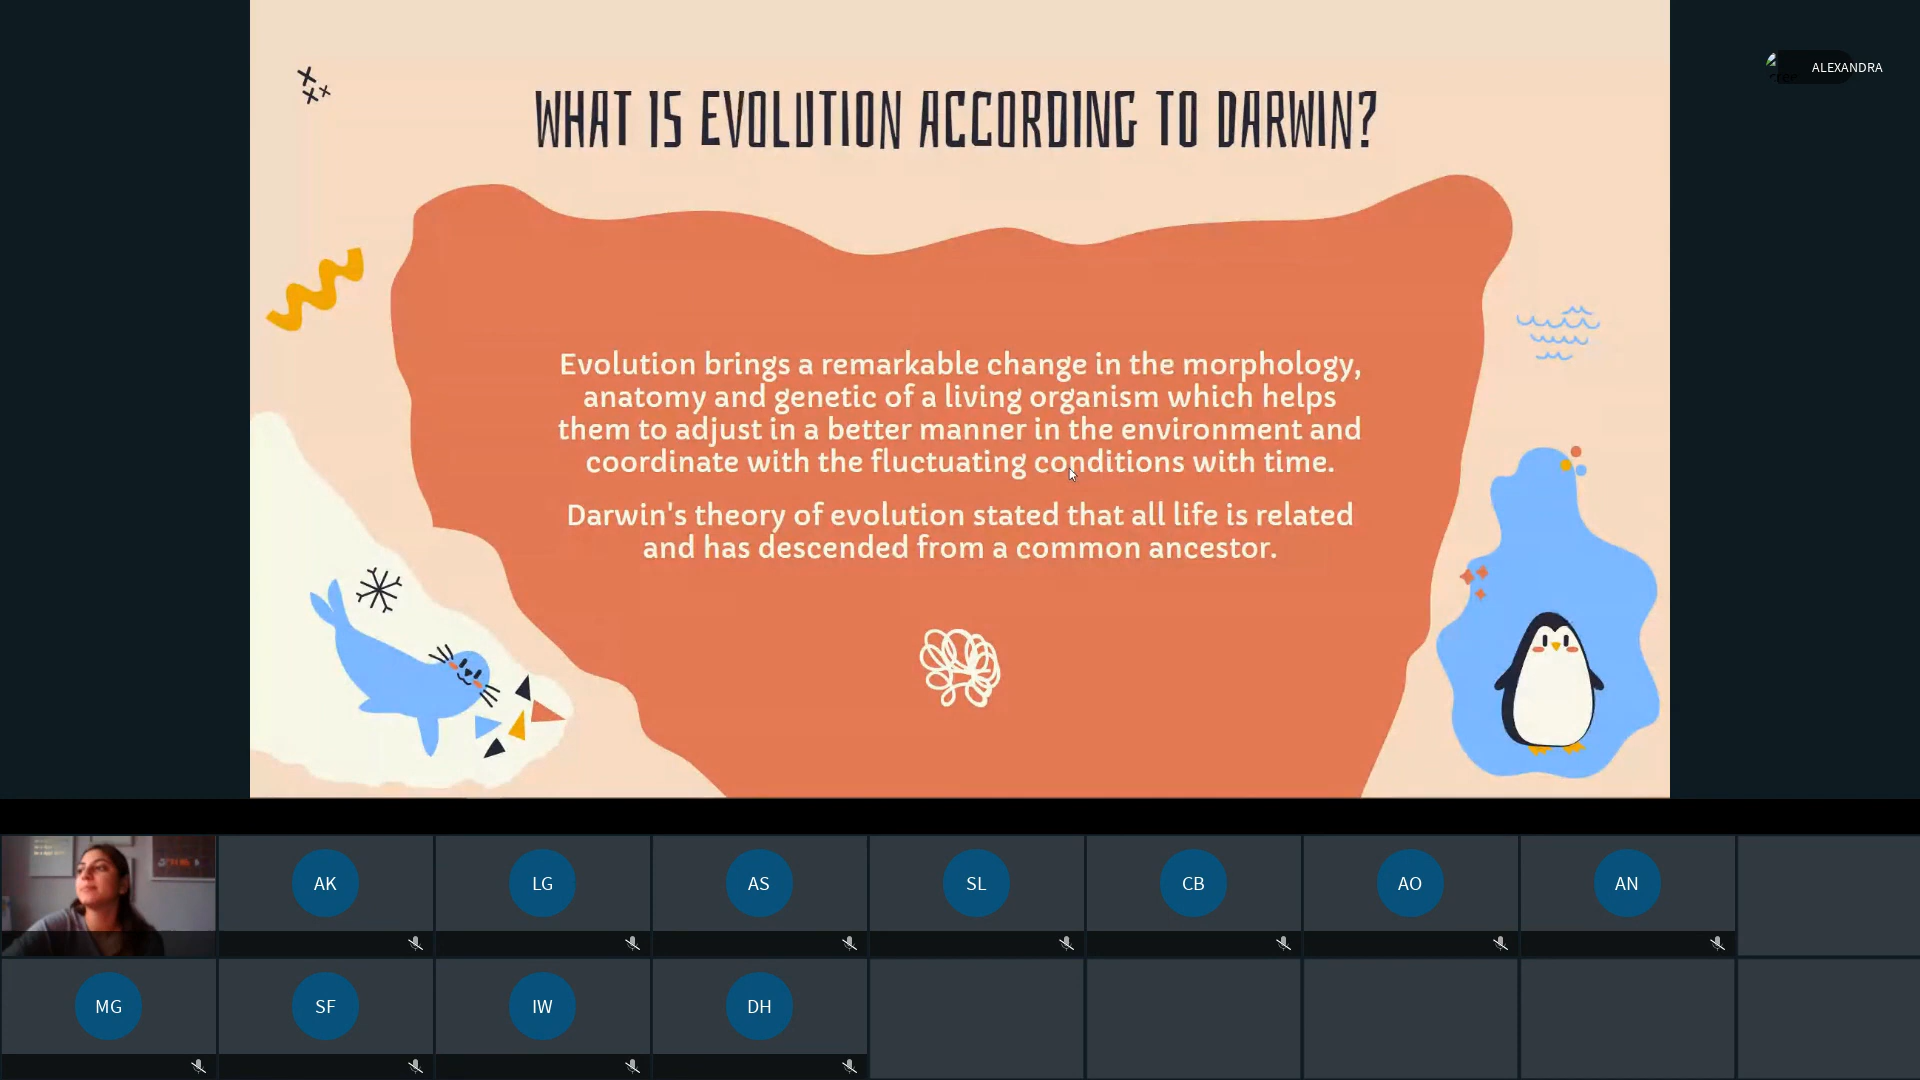 ALEXANDRA
WHAT IS EVOLUTION ACCORDING TO DARWIN?
Evolution brings a remarkable change in the morphology,
anatomy and genetic of a living organism which helps
them to adjust in a better manner in the environment and
coordinate with the fluctuating conditions with time.
Darwin's theory of evolution stated that all life is related
and has descended from a common ancestor.
AK
LG
AS
SL
CB
AO
AN
MG
SF
IW
DH